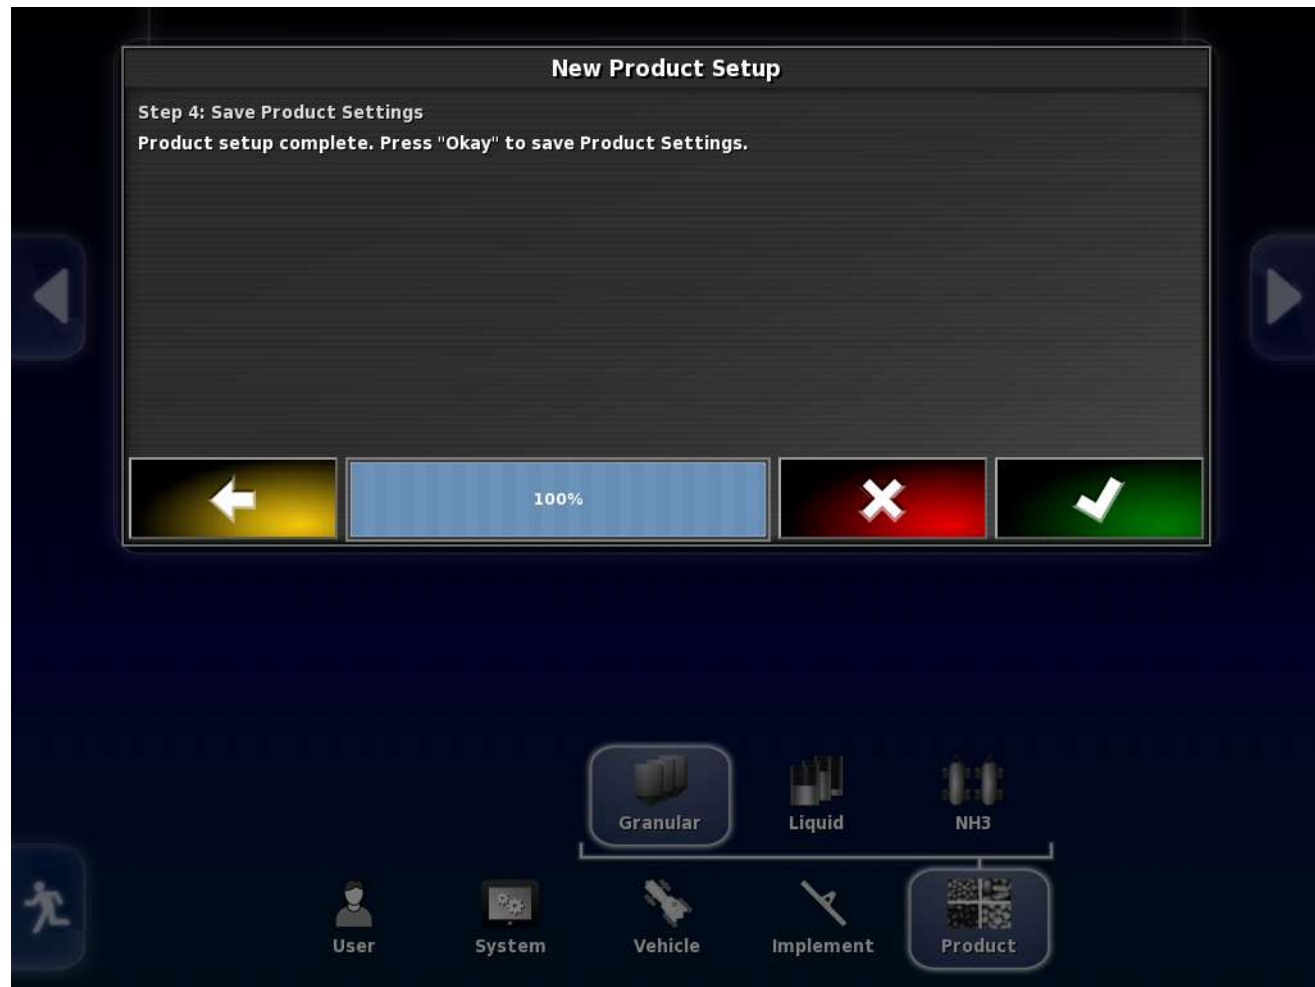 New Product Setup
Step 4: Save Product Settings
Product setup complete. Press "Okay" to save Product Settings.
100%
Granular
Liquid
NH3
User
System
Vehicle
Implement
Product